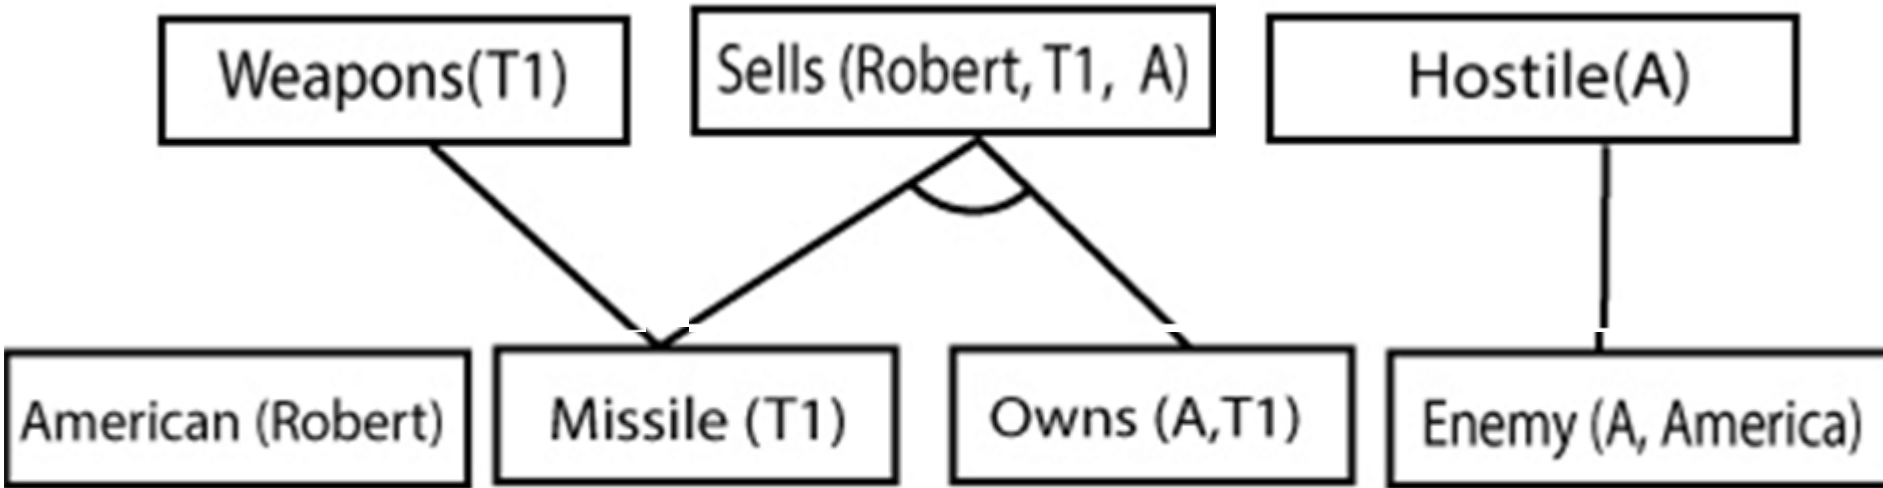 Weapons(T1)
Sells (Robert, T1, A)
Hostile(A)
American (Robert)
Missile (T1)
Owns (A,T1)
Enemy (A, America)